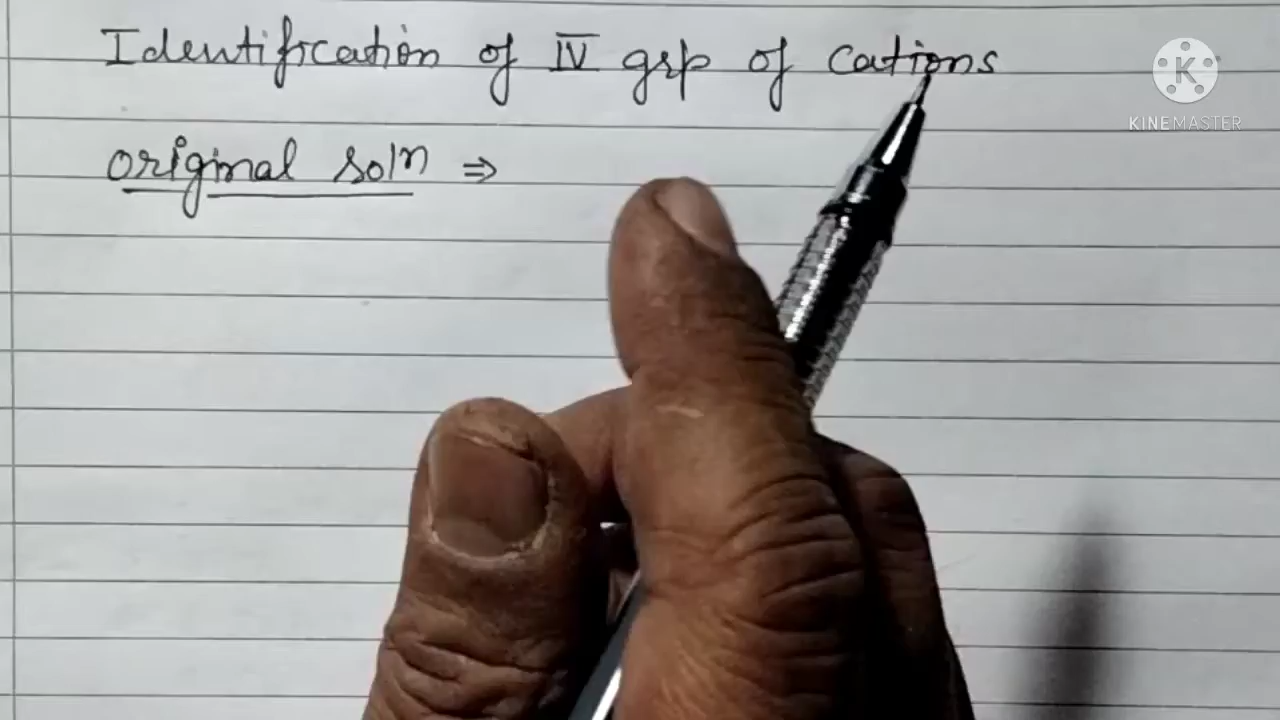 Identification of IV grp of Cations
K
KINEMASTER
original soln ⇒